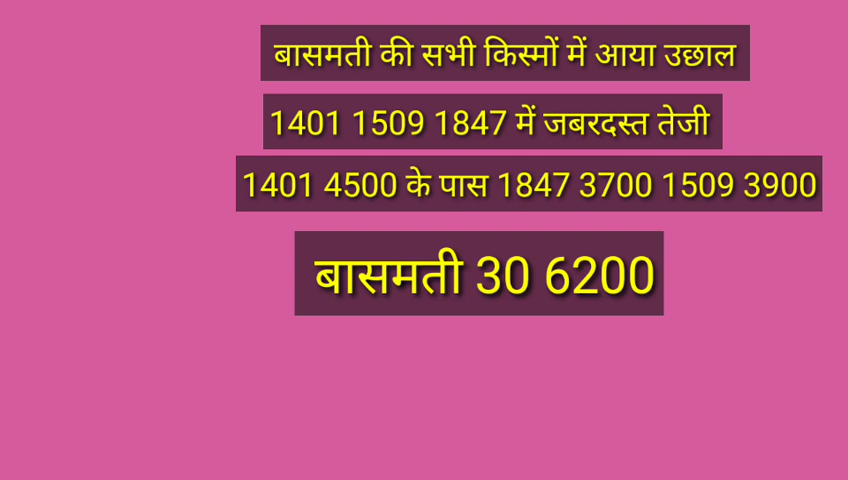 बासमती की सभी किस्मों में आया उछाल
1401 1509 1847 में जबरदस्त तेजी
1401 4500 के पास 1847 3700 1509 3900
बासमती 30 6200